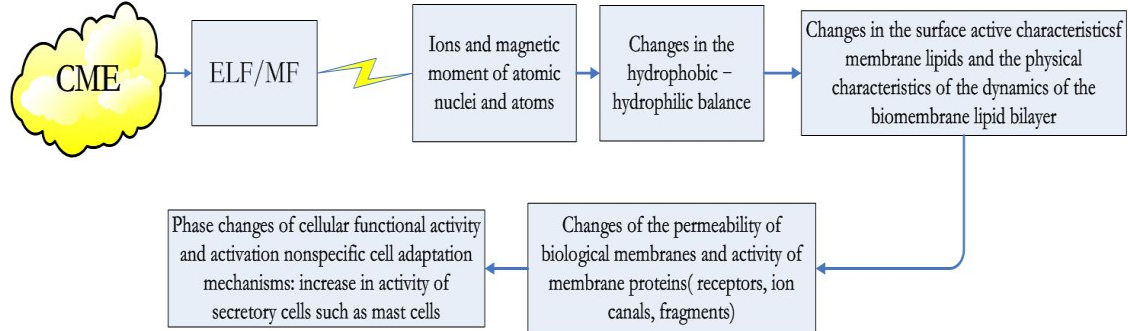 CME
ELF/MF
Ions and magnetic
moment of atomic
nuclei and atoms
Changes in the
hydrophobic –
hydrophilic balance
Changes in the surface active characteristicsf
membrane lipids and the physical
characteristics of the dynamics of the
biomembrane lipid bilayer
Phase changes of cellular functional activity
and activation nonspecific cell adaptation
mechanisms: increase in activity of
secretory cells such as mast cells
Changes of the permeability of
biological membranes and activity of
membrane proteins( receptors, ion
canals, fragments)